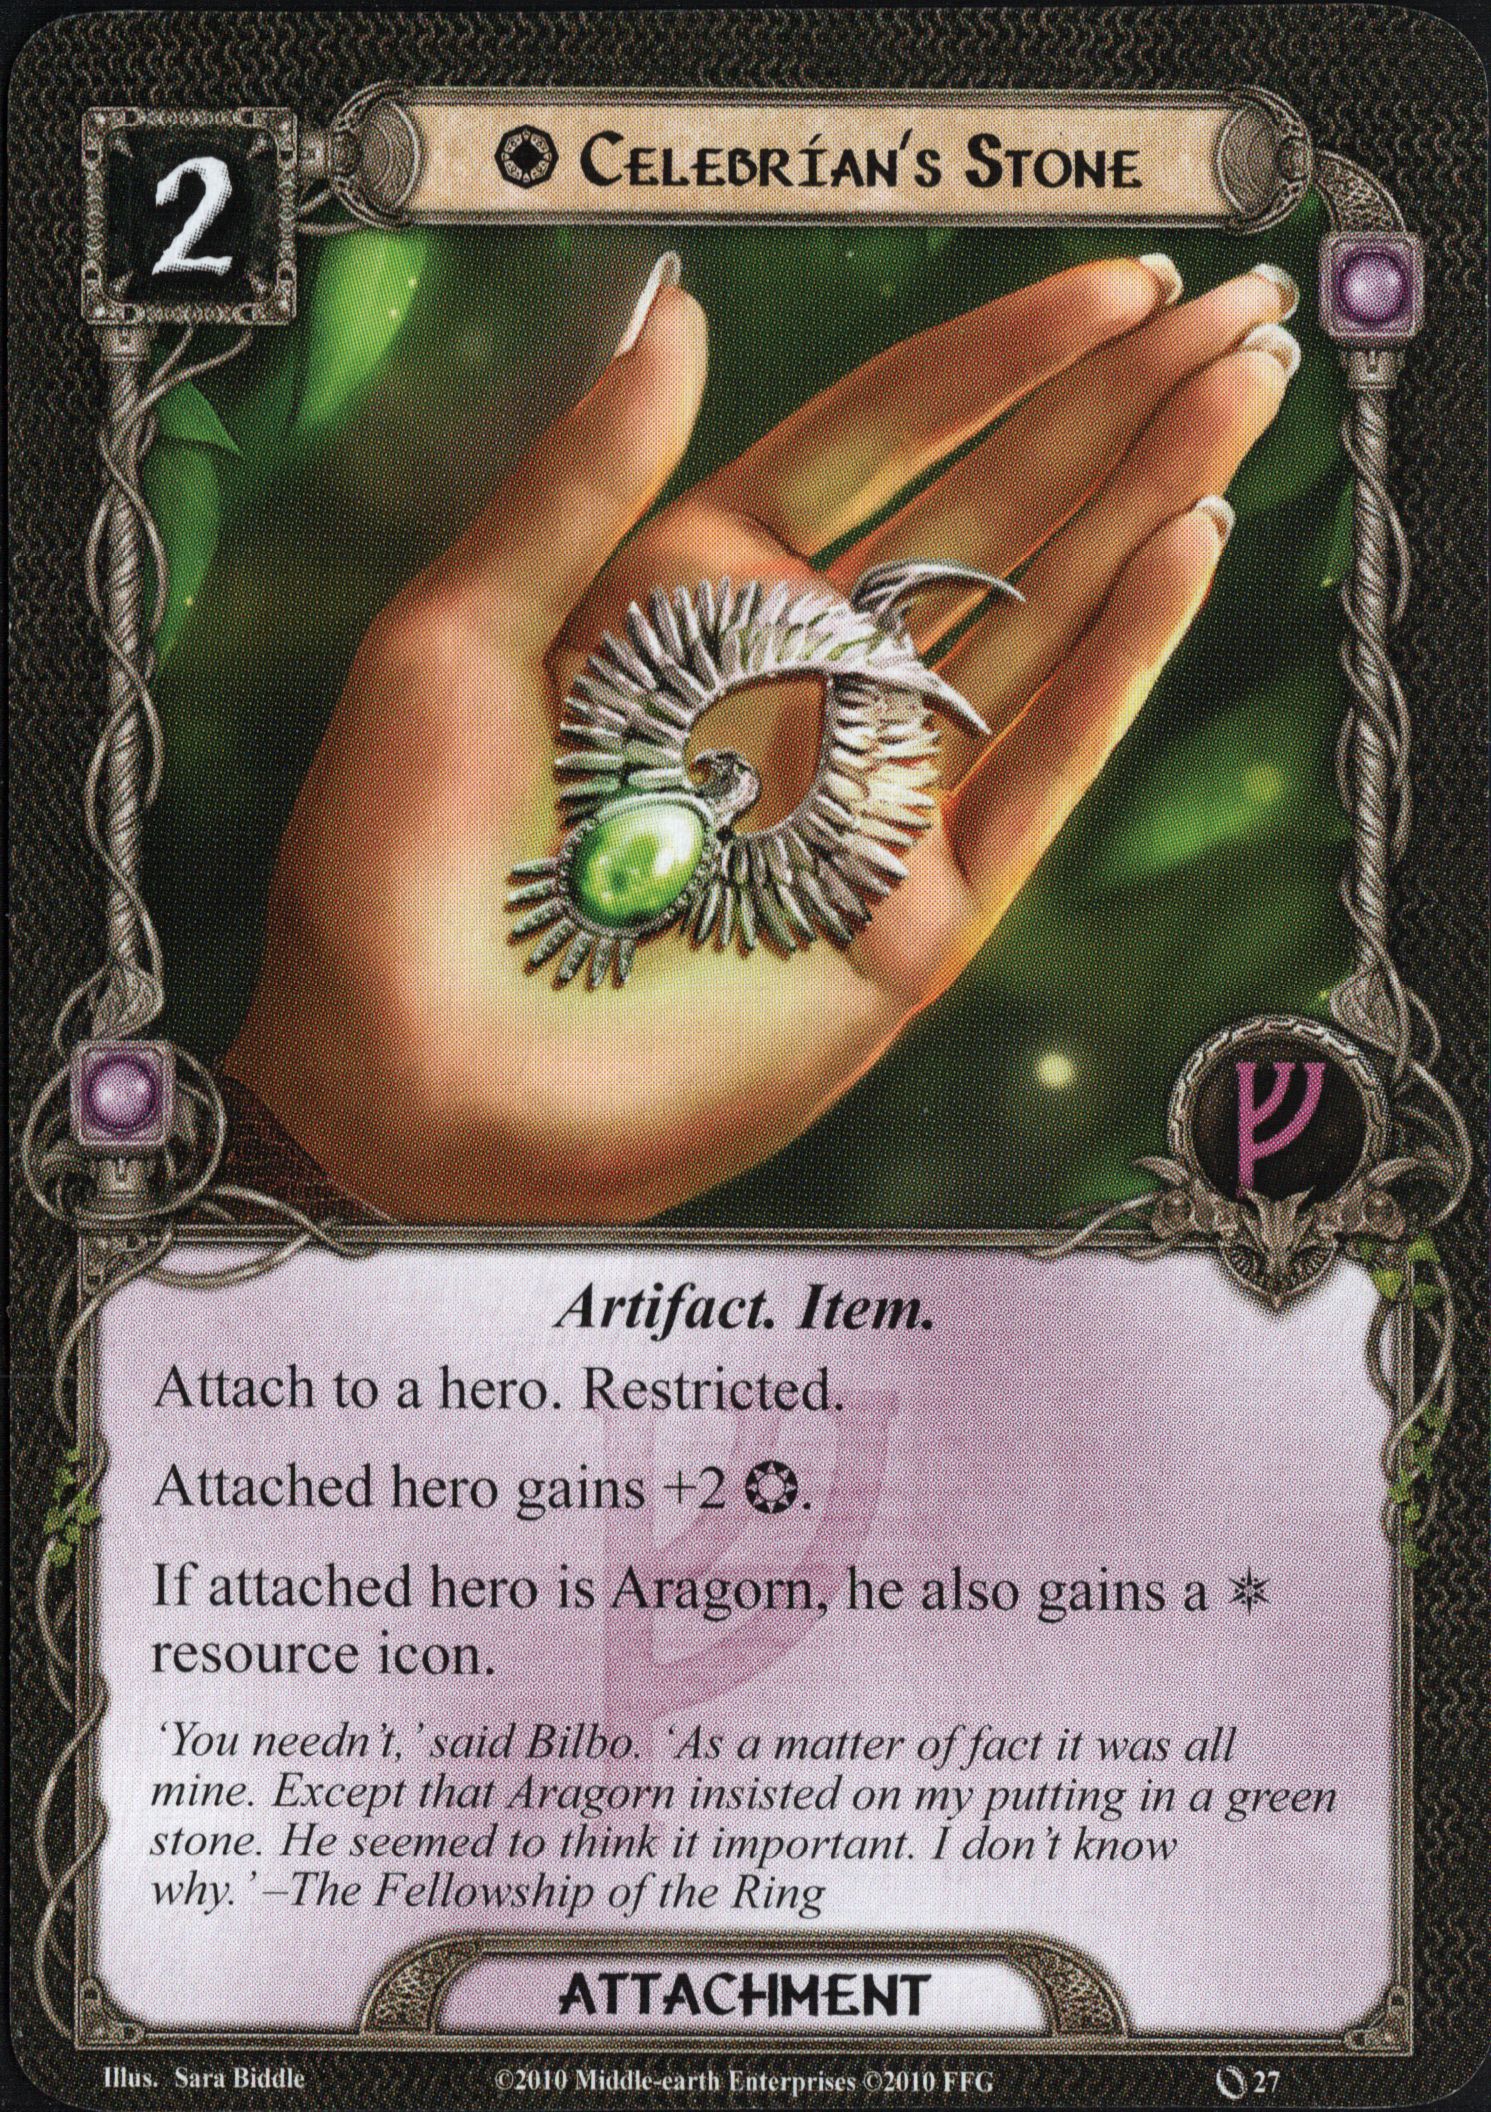 2
CELEBRÍAN'S STONE
Artifact. Item.
Attach to a hero. Restricted.
Attached hero gains +2 .
If attached hero is Aragorn, he also gains a
resource icon.
‘You needn’t,’ said Bilbo. ‘As a matter of fact it was all
mine. Except that Aragorn insisted on my putting in a green
stone. He seemed to think it important. I don’t know
why.’ –The Fellowship of the Ring
ATTACHMENT
Illus. Sara Biddle
©2010 Middle-earth Enterprises ©2010 FFG
27